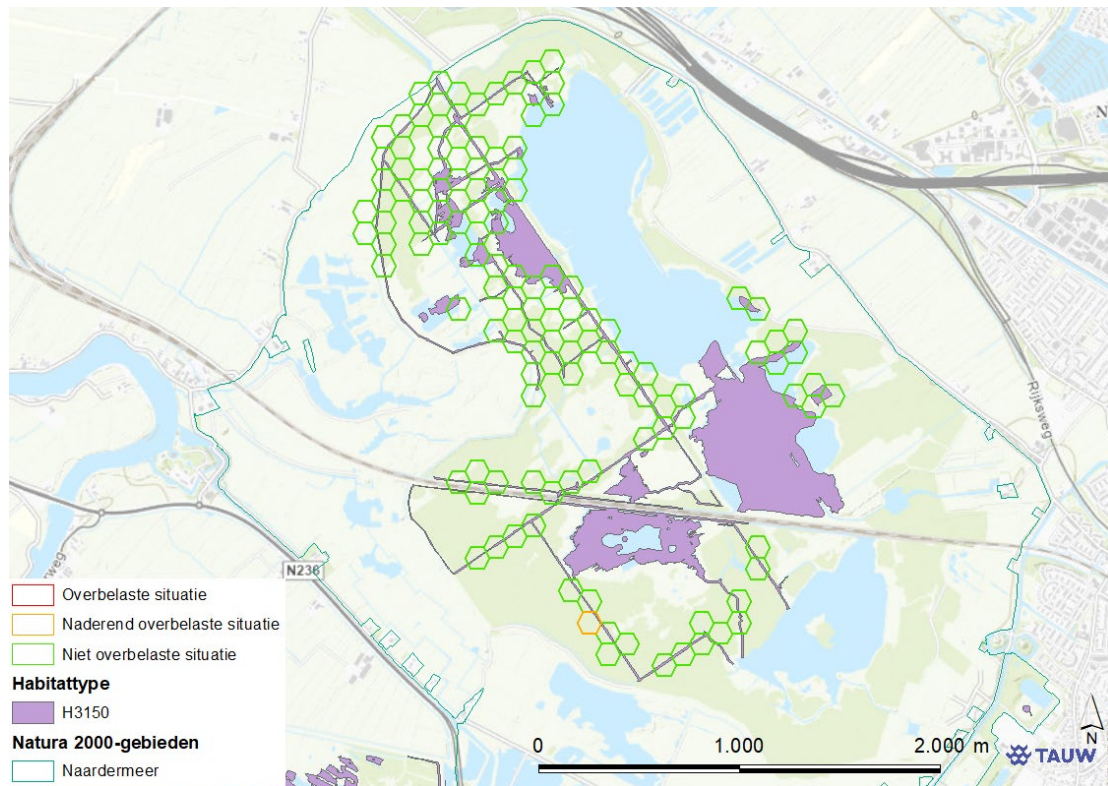 N
Rijksweg
N236
erweg
Overbelaste situatie
Naderend overbelaste situatie
Niet overbelaste situatie
Habitattype
H3150
Natura 2000-gebieden
Naardermeer
0 1.000 2.000 m
N
TAUW